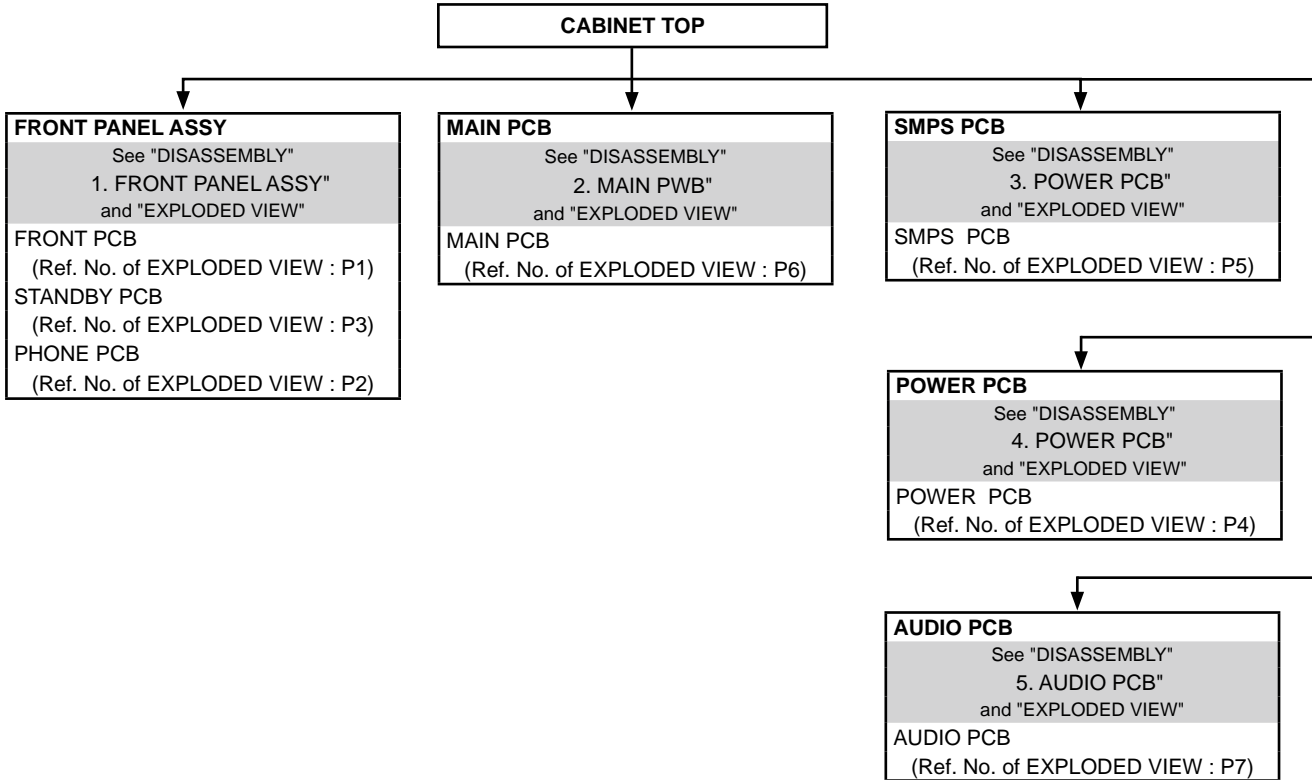 CABINET TOP
FRONT PANEL ASSY
See "DISASSEMBLY"
1. FRONT PANEL ASSY"
and "EXPLODED VIEW"
FRONT PCB
(Ref. No. of EXPLODED VIEW : P1)
STANDBY PCB
(Ref. No. of EXPLODED VIEW : P3)
PHONE PCB
(Ref. No. of EXPLODED VIEW : P2)
MAIN PCB
See "DISASSEMBLY"
2. MAIN PWB"
and "EXPLODED VIEW"
MAIN PCB
(Ref. No. of EXPLODED VIEW : P6)
SMPS PCB
See "DISASSEMBLY"
3. POWER PCB"
and "EXPLODED VIEW"
SMPS PCB
(Ref. No. of EXPLODED VIEW : P5)
POWER PCB
See "DISASSEMBLY"
4. POWER PCB"
and "EXPLODED VIEW"
POWER PCB
(Ref. No. of EXPLODED VIEW : P4)
AUDIO PCB
See "DISASSEMBLY"
5. AUDIO PCB"
and "EXPLODED VIEW"
AUDIO PCB
(Ref. No. of EXPLODED VIEW : P7)